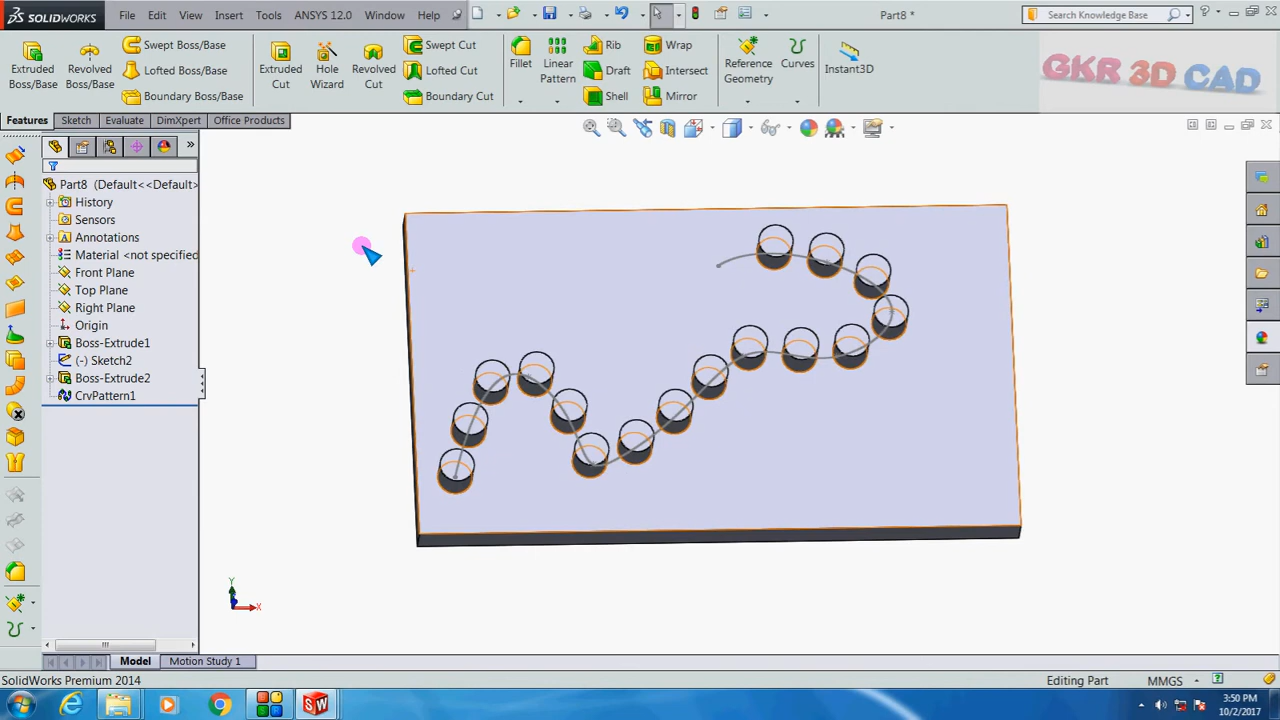 SOLIDWORKS File Edit View Insert Tools ANSYS 12.0 Window Help Part8 * Search Knowledge Base
Extruded Boss/Base
Revolved Boss/Base
Swept Boss/Base
Lofted Boss/Base
Boundary Boss/Base
Extruded Cut
Hole Wizard
Revolved Cut
Swept Cut
Lofted Cut
Boundary Cut
Fillet
Linear Pattern
Rib
Draft
Shell
Wrap
Intersect
Mirror
Reference Geometry
Curves
Instant3D
GKR 3D CAD
Features Sketch Evaluate DimXpert Office Products
Part8 (Default<<Default>
History
Sensors
Annotations
Material <not specified
Front Plane
Top Plane
Right Plane
Origin
Boss-Extrude1
(-) Sketch2
Boss-Extrude2
CrvPattern1
Y
X
Model Motion Study 1
SolidWorks Premium 2014 Editing Part MMGS
3:50 PM
10/2/2017